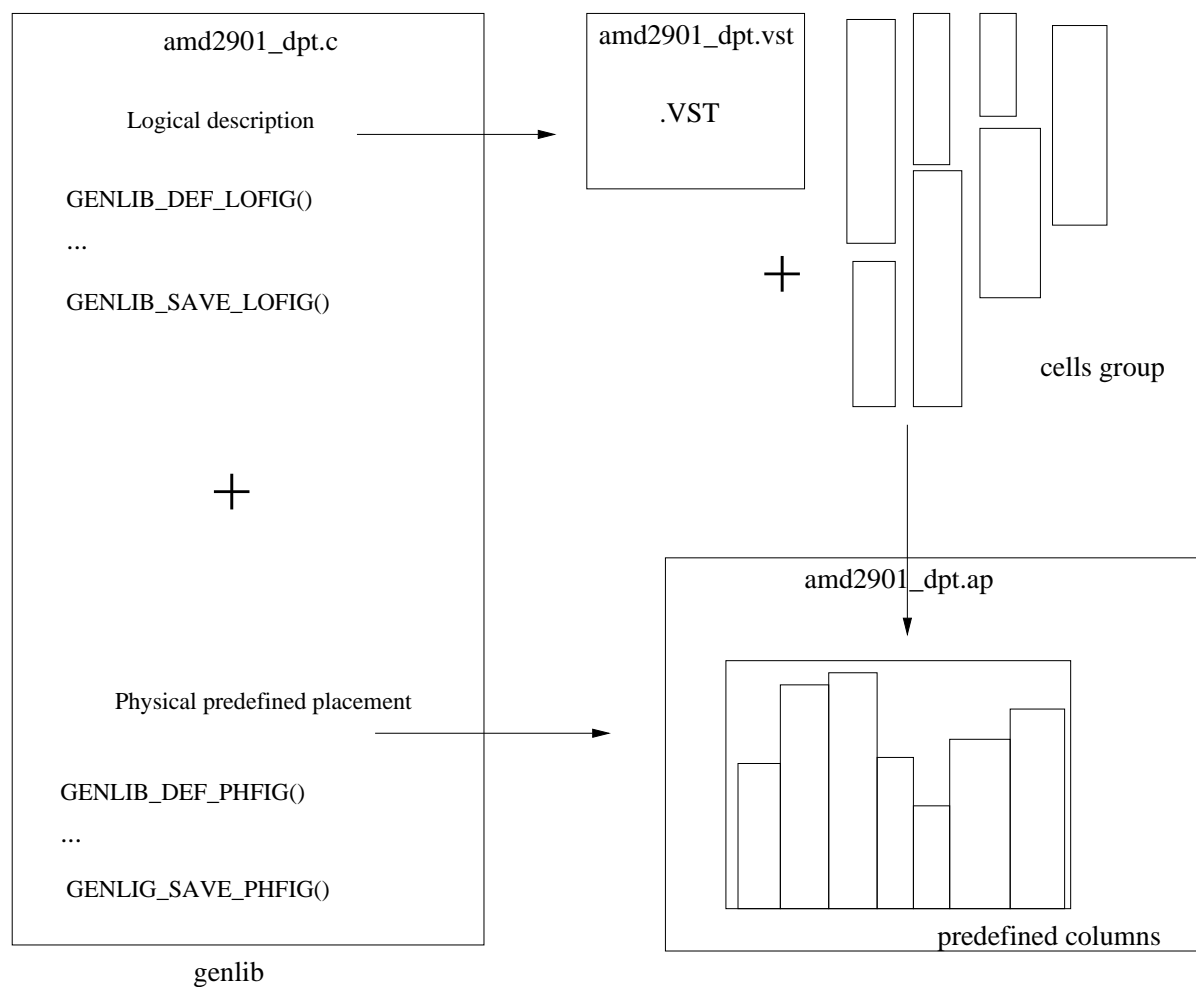 amd2901_dpt.c
Logical description
GENLIB_DEF_LOFIG()
...
GENLIB_SAVE_LOFIG()
+
Physical predefined placement
GENLIB_DEF_PHFIG()
...
GENLIG_SAVE_PHFIG()
genlib
amd2901_dpt.vst
.VST
+
cells group
amd2901_dpt.ap
predefined columns